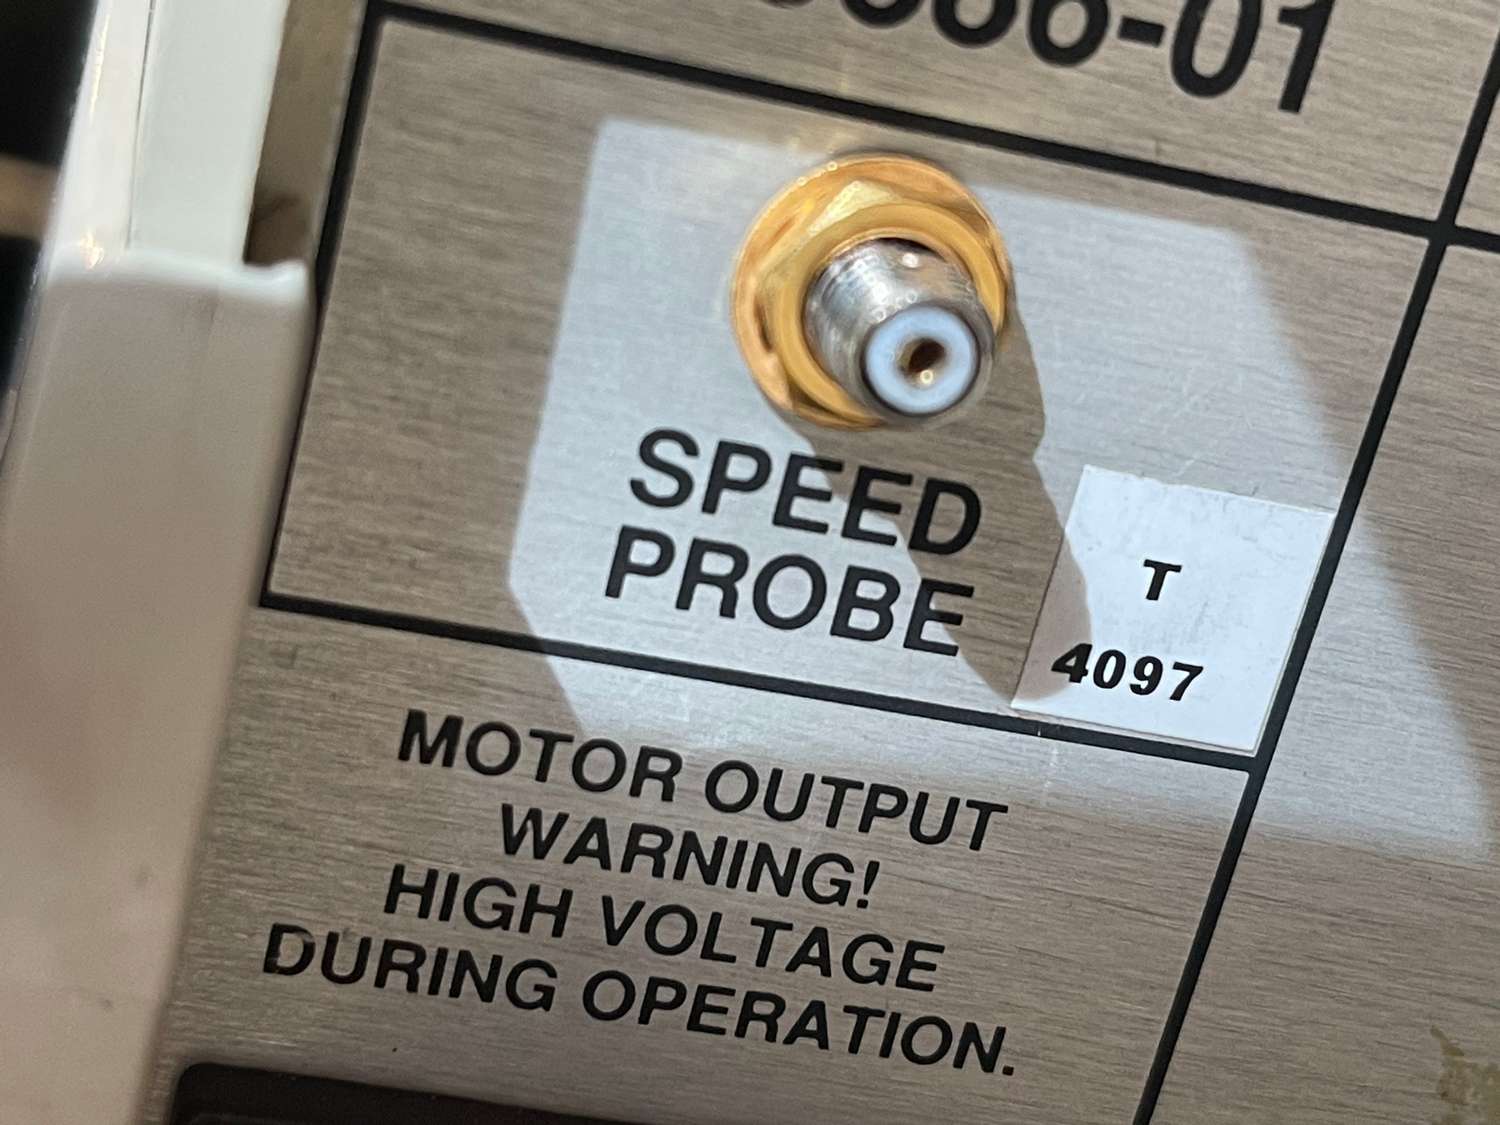 SPEED
PROBE
T
4097
MOTOR OUTPUT
WARNING!
HIGH VOLTAGE
DURING OPERATION.